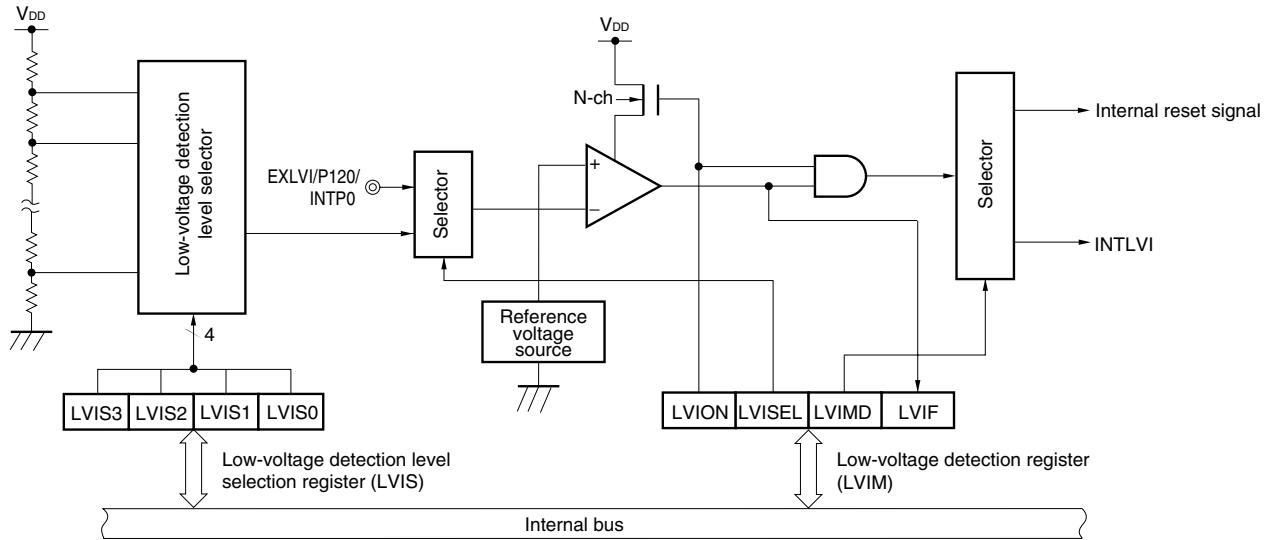 VDD
Low-voltage detection
level selector
4
LVIS3 LVIS2 LVIS1 LVIS0
Low-voltage detection level
selection register (LVIS)
EXLVI/P120/
INTP0
Selector
VDD
N-ch
+
−
Reference
voltage
source
Selector
Internal reset signal
INTLVI
LVION LVISEL LVIMD LVIF
Low-voltage detection register
(LVIM)
Internal bus